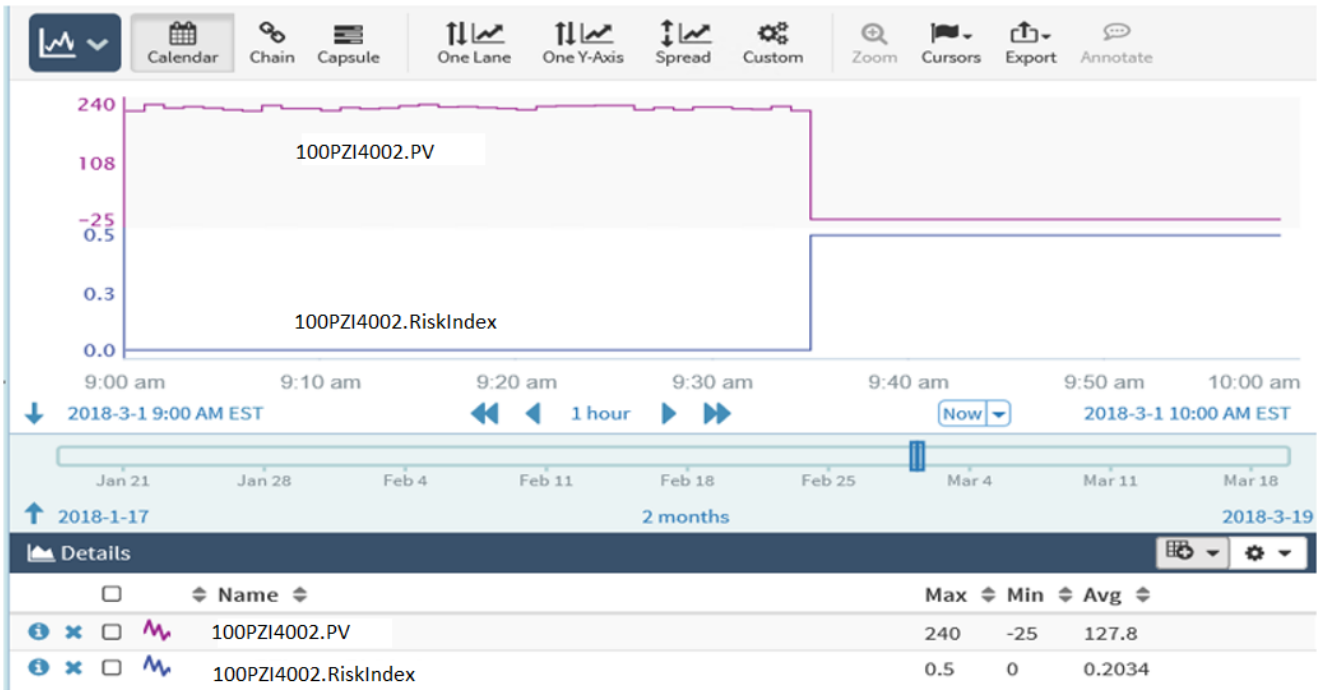 Calendar Chain Capsule One Lane One Y-Axis Spread Custom Zoom Cursors Export Annotate
240
100PZI4002.PV
108
-25
0.5
0.3
100PZI4002.RiskIndex
0.0
9:00 am 9:10 am 9:20 am 9:30 am 9:40 am 9:50 am 10:00 am
2018-3-1 9:00 AM EST 1 hour Now 2018-3-1 10:00 AM EST
Jan 21 Jan 28 Feb 4 Feb 11 Feb 18 Feb 25 Mar 4 Mar 11 Mar 18
2018-1-17 2 months 2018-3-19
Details
Name Max Min Avg
100PZI4002.PV 240 -25 127.8
100PZI4002.RiskIndex 0.5 0 0.2034